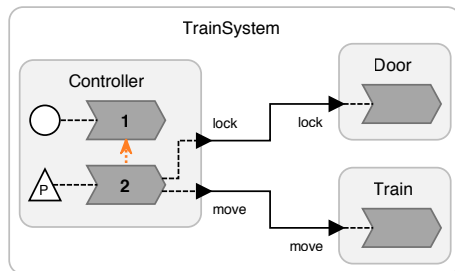 TrainSystem
Controller
Door
1
lock
lock
P
2
Train
move
move